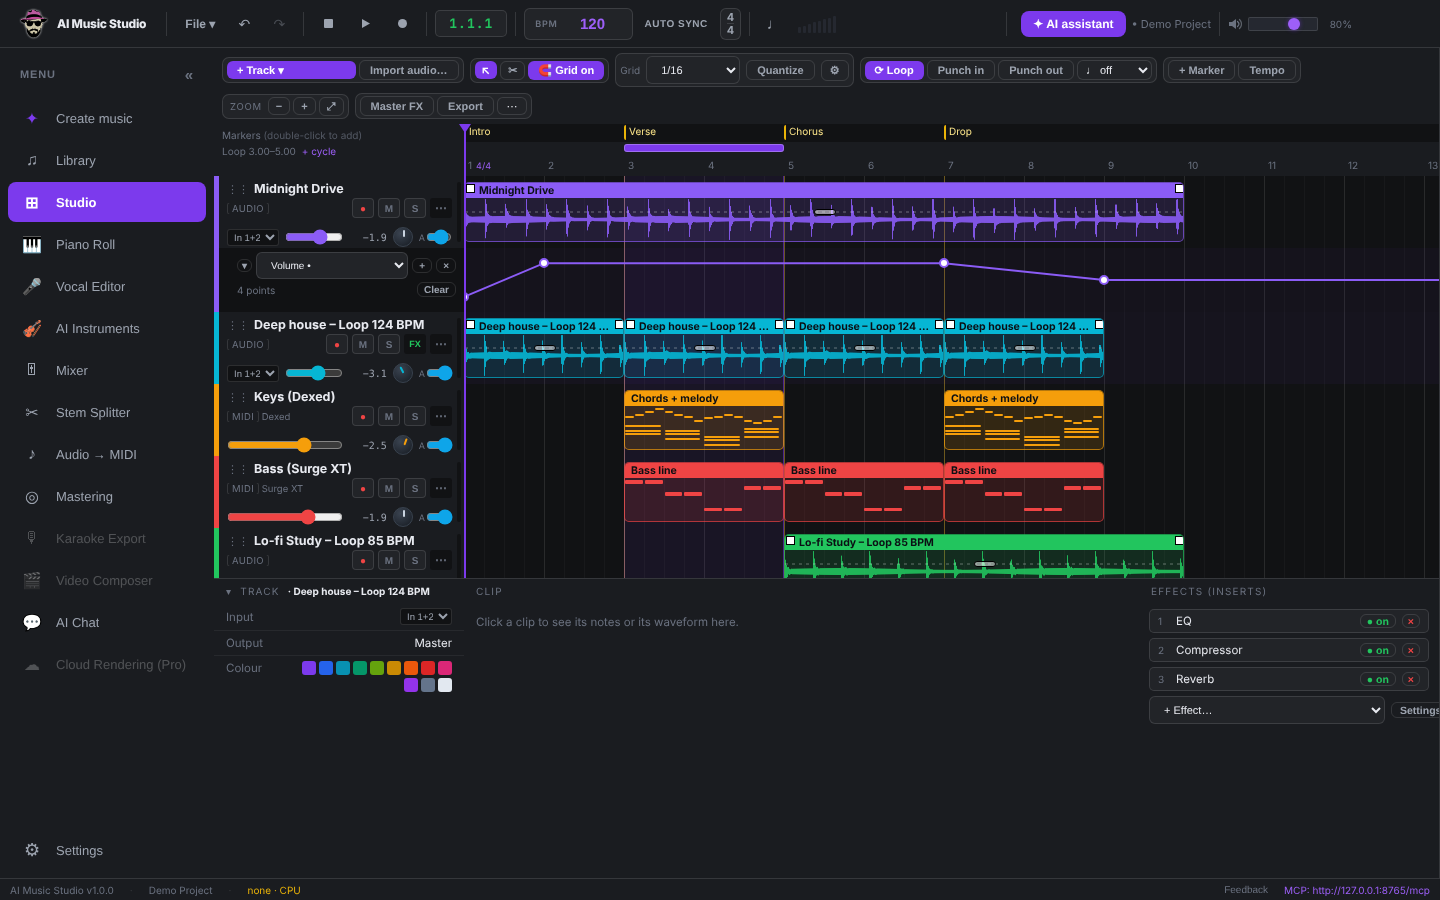 AI Music Studio
File ▾
1.1.1
BPM 120
AUTO SYNC
4
4
✦ AI assistant
• Demo Project
80%
MENU
«
Create music
Library
Studio
Piano Roll
Vocal Editor
AI Instruments
Mixer
Stem Splitter
Audio → MIDI
Mastering
Karaoke Export
Video Composer
AI Chat
Cloud Rendering (Pro)
Settings
+ Track ▾
Import audio…
Grid on
Grid
1/16
Quantize
⟳ Loop
Punch in
Punch out
♩ off
+ Marker
Tempo
ZOOM
−
+
Master FX
Export
⋯
Markers (double-click to add)
Loop 3.00–5.00 + cycle
Intro
Verse
Chorus
Drop
1 4/4 2 3 4 5 6 7 8 9 10 11 12 13
Midnight Drive
AUDIO
● M S ⋯
In 1+2
−1.9
A
Midnight Drive
▾
Volume •
+ ×
4 points
Clear
Deep house – Loop 124 BPM
AUDIO
● M S FX ⋯
In 1+2
−3.1
A
Deep house – Loop 124 …
Deep house – Loop 124 …
Deep house – Loop 124 …
Deep house – Loop 124 …
Keys (Dexed)
MIDI Dexed
● M S ⋯
−2.5
A
Chords + melody
Chords + melody
Bass (Surge XT)
MIDI Surge XT
● M S ⋯
−1.9
A
Bass line
Bass line
Bass line
Lo-fi Study – Loop 85 BPM
AUDIO
● M S ⋯
Lo-fi Study – Loop 85 BPM
▾ TRACK · Deep house – Loop 124 BPM
Input
In 1+2
Output
Master
Colour
CLIP
Click a clip to see its notes or its waveform here.
EFFECTS (INSERTS)
1 EQ ● on ×
2 Compressor ● on ×
3 Reverb ● on ×
+ Effect…
Settings
AI Music Studio v1.0.0 · Demo Project · none · CPU
Feedback
MCP: http://127.0.0.1:8765/mcp